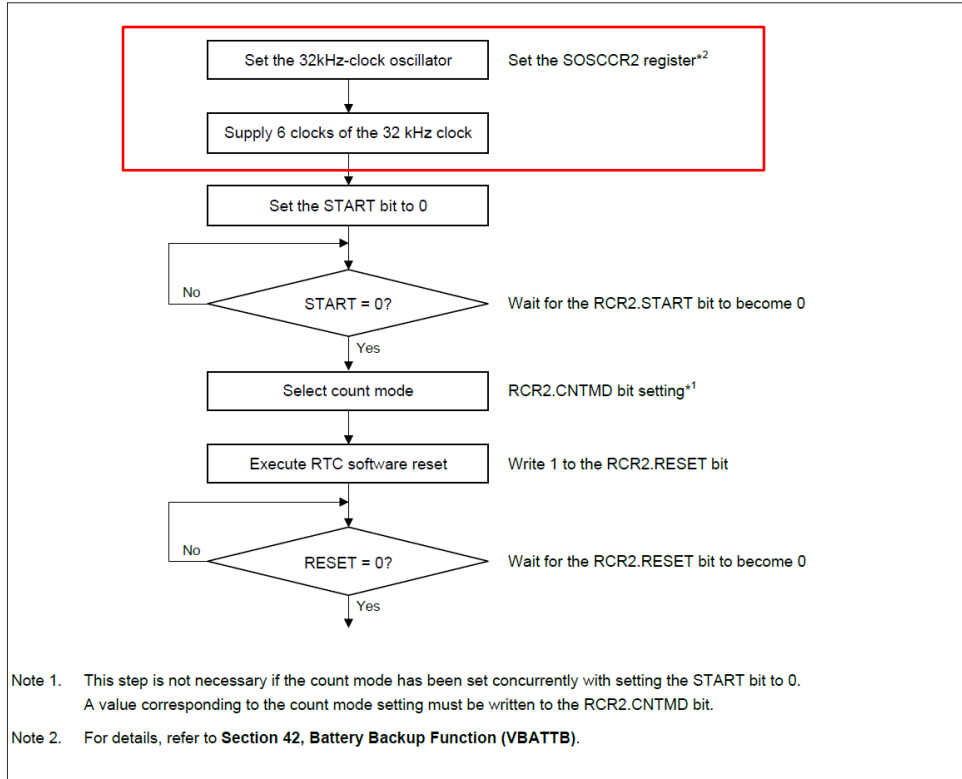 Set the 32kHz-clock oscillator
Set the SOSCCR2 register*2
Supply 6 clocks of the 32 kHz clock
Set the START bit to 0
No
START = 0?
Wait for the RCR2.START bit to become 0
Yes
Select count mode
RCR2.CNTMD bit setting*1
Execute RTC software reset
Write 1 to the RCR2.RESET bit
No
RESET = 0?
Wait for the RCR2.RESET bit to become 0
Yes
Note 1. This step is not necessary if the count mode has been set concurrently with setting the START bit to 0.
A value corresponding to the count mode setting must be written to the RCR2.CNTMD bit.
Note 2. For details, refer to Section 42, Battery Backup Function (VBATTB).